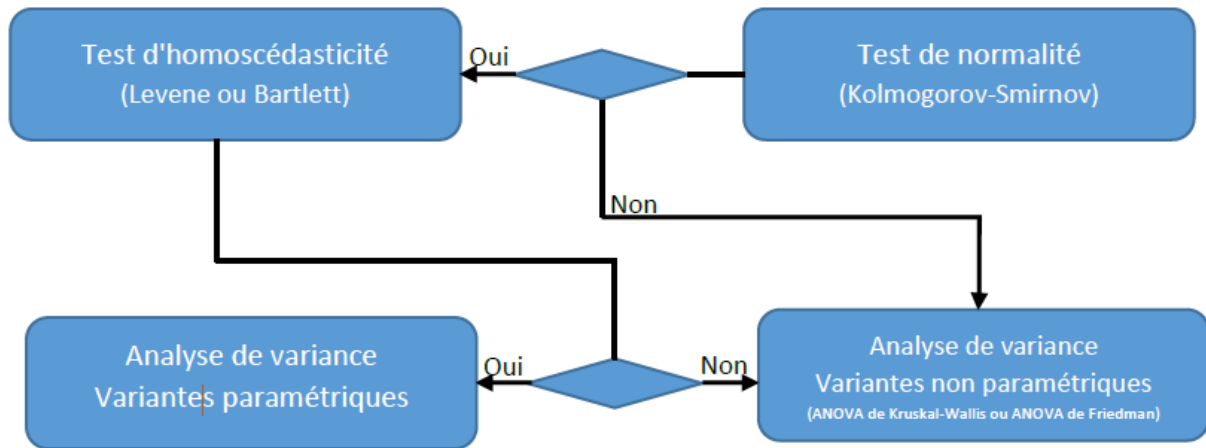 Test d'homoscédasticité
(Levene ou Bartlett)
Oui
Test de normalité
(Kolmogorov-Smirnov)
Non
Analyse de variance
Variantes paramétriques
Oui
Non
Analyse de variance
Variantes non paramétriques
(ANOVA de Kruskal-Wallis ou ANOVA de Friedman)